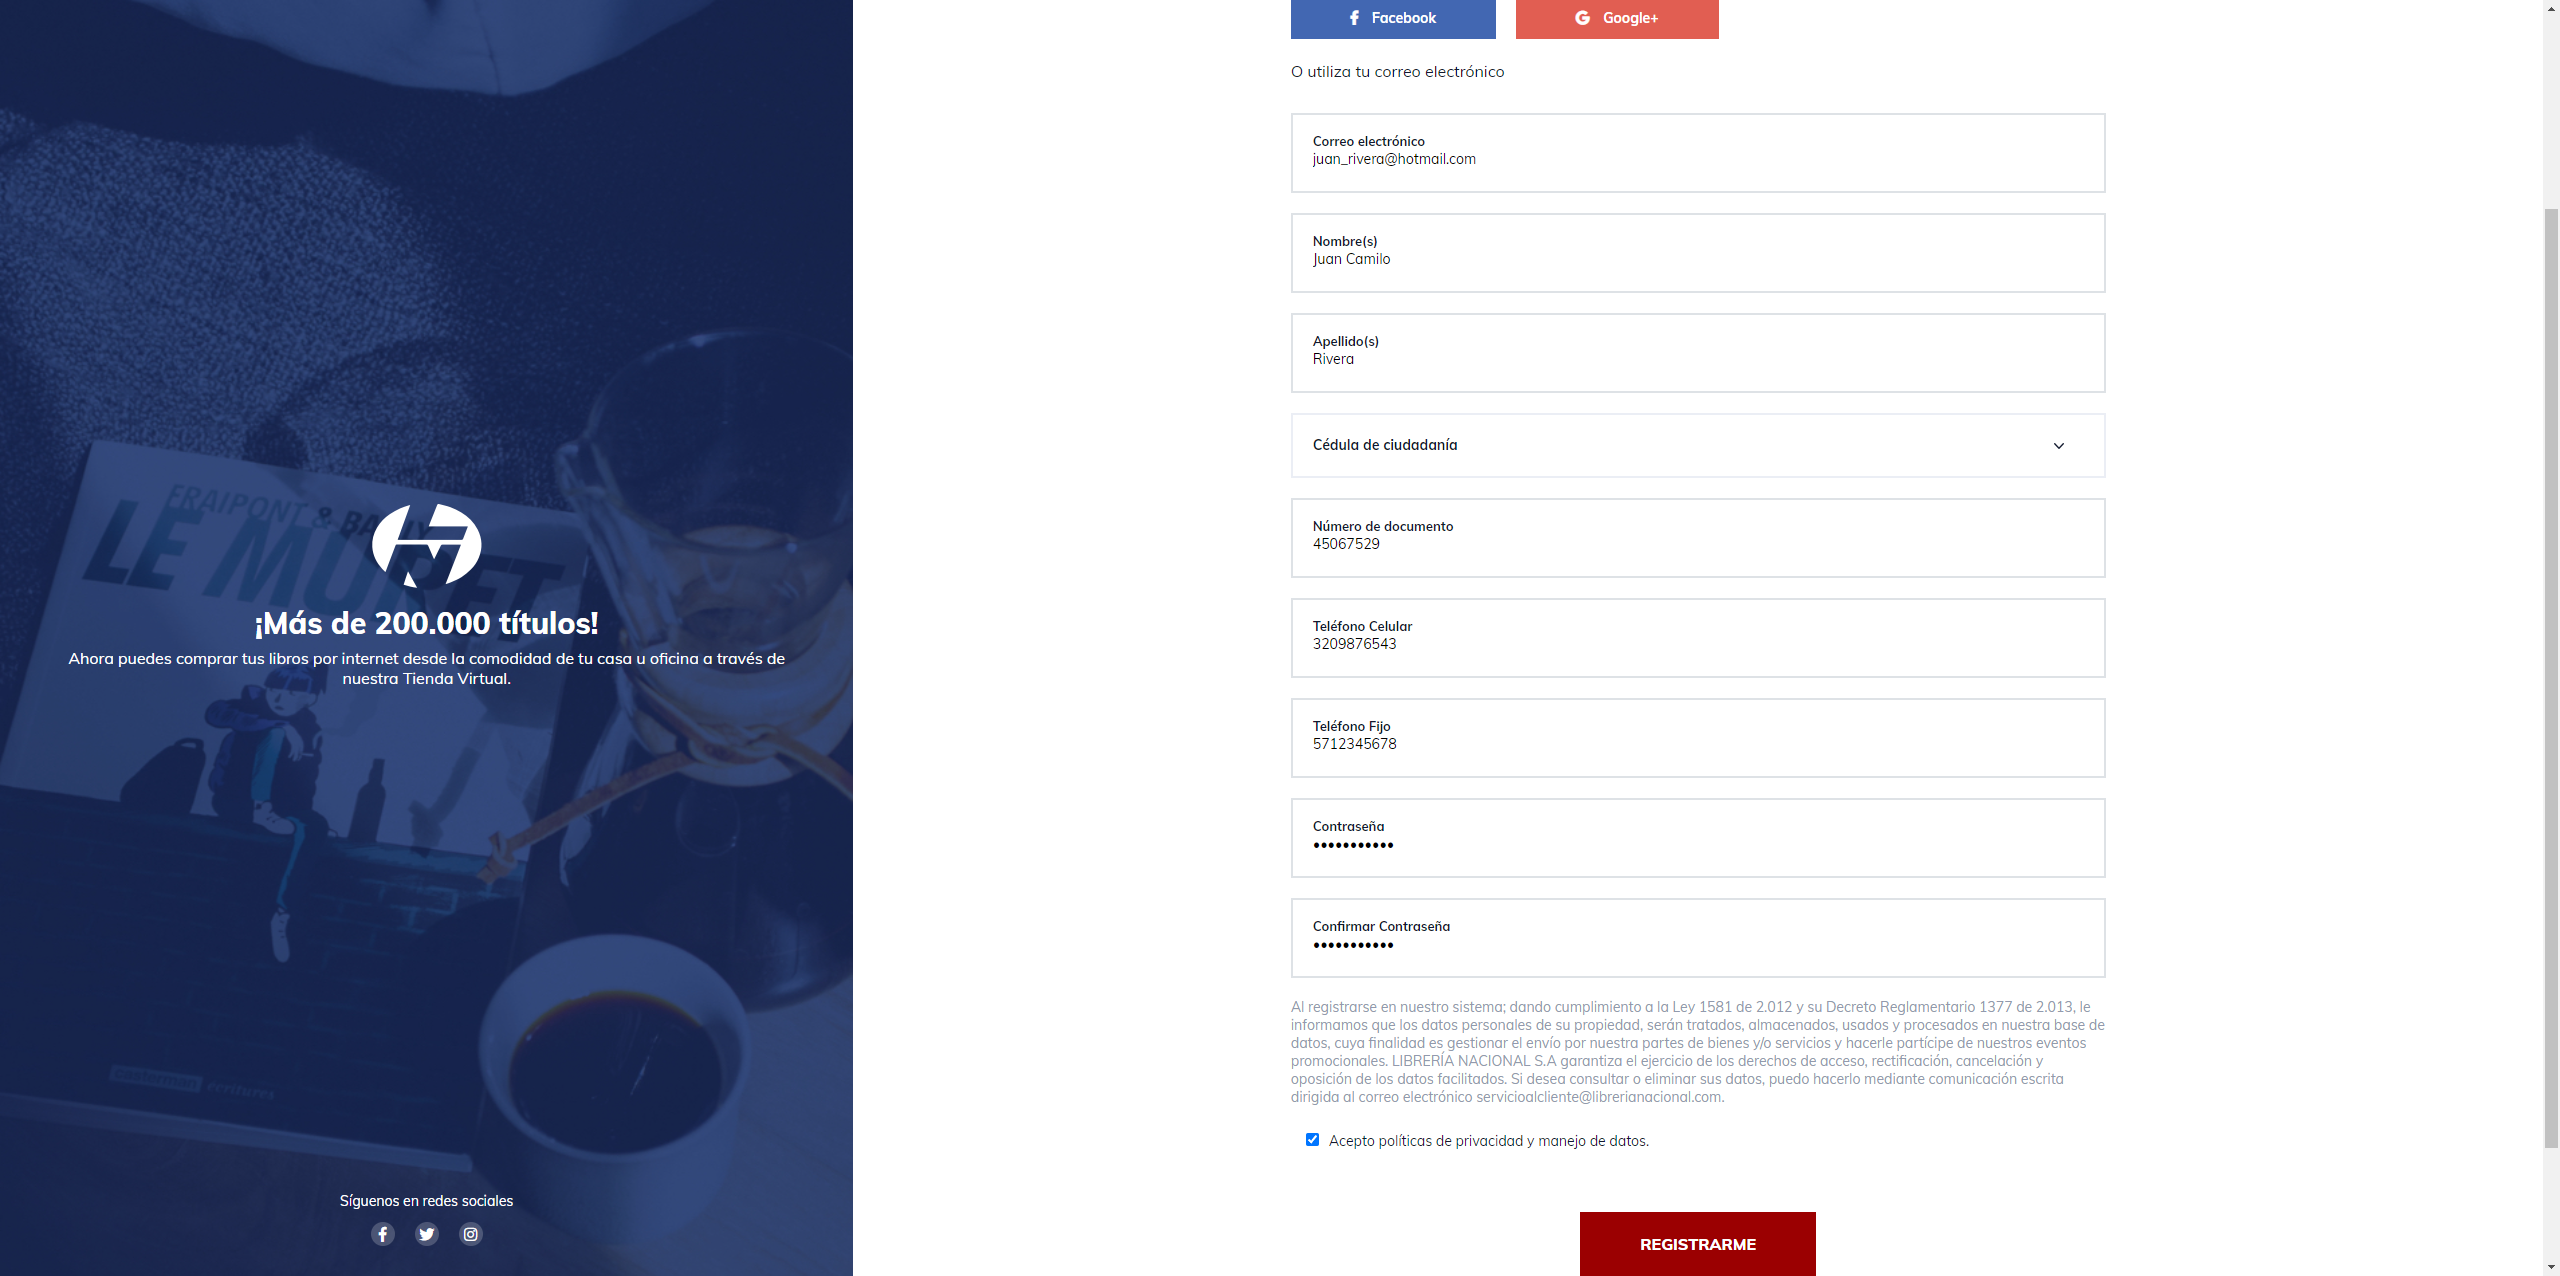 FRAIPONT & BAILLY
LE MURET
¡Más de 200.000 títulos!
Ahora puedes comprar tus libros por internet desde la comodidad de tu casa u oficina a través de
nuestra Tienda Virtual.
casterman écritures
Síguenos en redes sociales
Facebook
Google+
O utiliza tu correo electrónico
Correo electrónico
juan_rivera@hotmail.com
Nombre(s)
Juan Camilo
Apellido(s)
Rivera
Cédula de ciudadanía
Número de documento
45067529
Teléfono Celular
3209876543
Teléfono Fijo
5712345678
Contraseña
•••••••••••
Confirmar Contraseña
•••••••••••
Al registrarse en nuestro sistema; dando cumplimiento a la Ley 1581 de 2.012 y su Decreto Reglamentario 1377 de 2.013, le
informamos que los datos personales de su propiedad, serán tratados, almacenados, usados y procesados en nuestra base de
datos, cuya finalidad es gestionar el envío por nuestra partes de bienes y/o servicios y hacerle partícipe de nuestros eventos
promocionales. LIBRERÍA NACIONAL S.A garantiza el ejercicio de los derechos de acceso, rectificación, cancelación y
oposición de los datos facilitados. Si desea consultar o eliminar sus datos, puedo hacerlo mediante comunicación escrita
dirigida al correo electrónico servicioalcliente@librerianacional.com.
Acepto políticas de privacidad y manejo de datos.
REGISTRARME